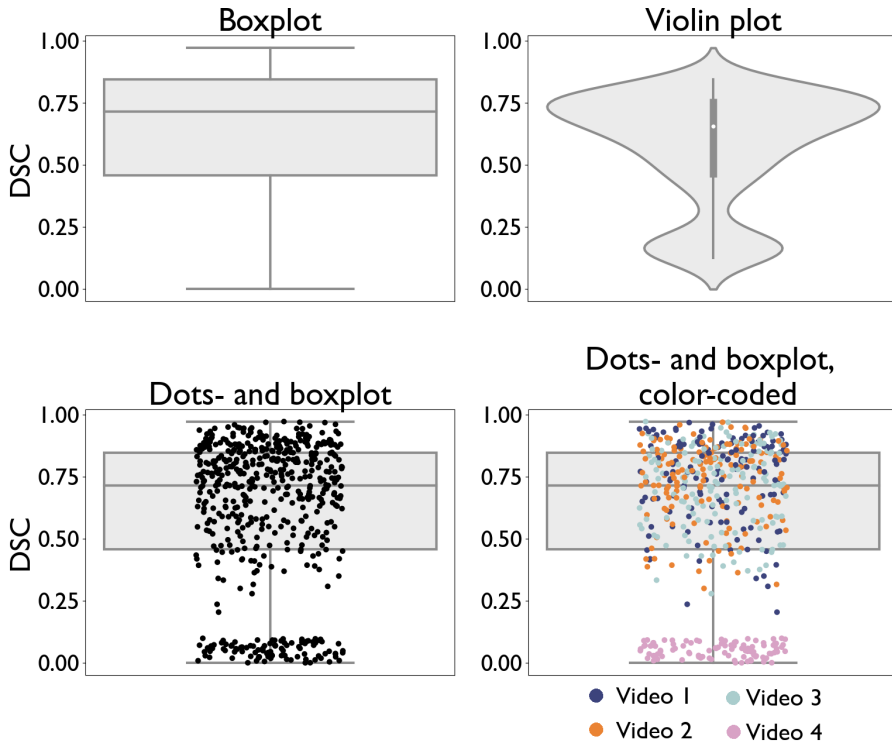 Boxplot
1.00
0.75
0.50
0.25
0.00
DSC
Violin plot
1.00
0.75
0.50
0.25
0.00
Dots- and boxplot
1.00
0.75
0.50
0.25
0.00
DSC
Dots- and boxplot,
color-coded
1.00
0.75
0.50
0.25
0.00
Video 1
Video 3
Video 2
Video 4